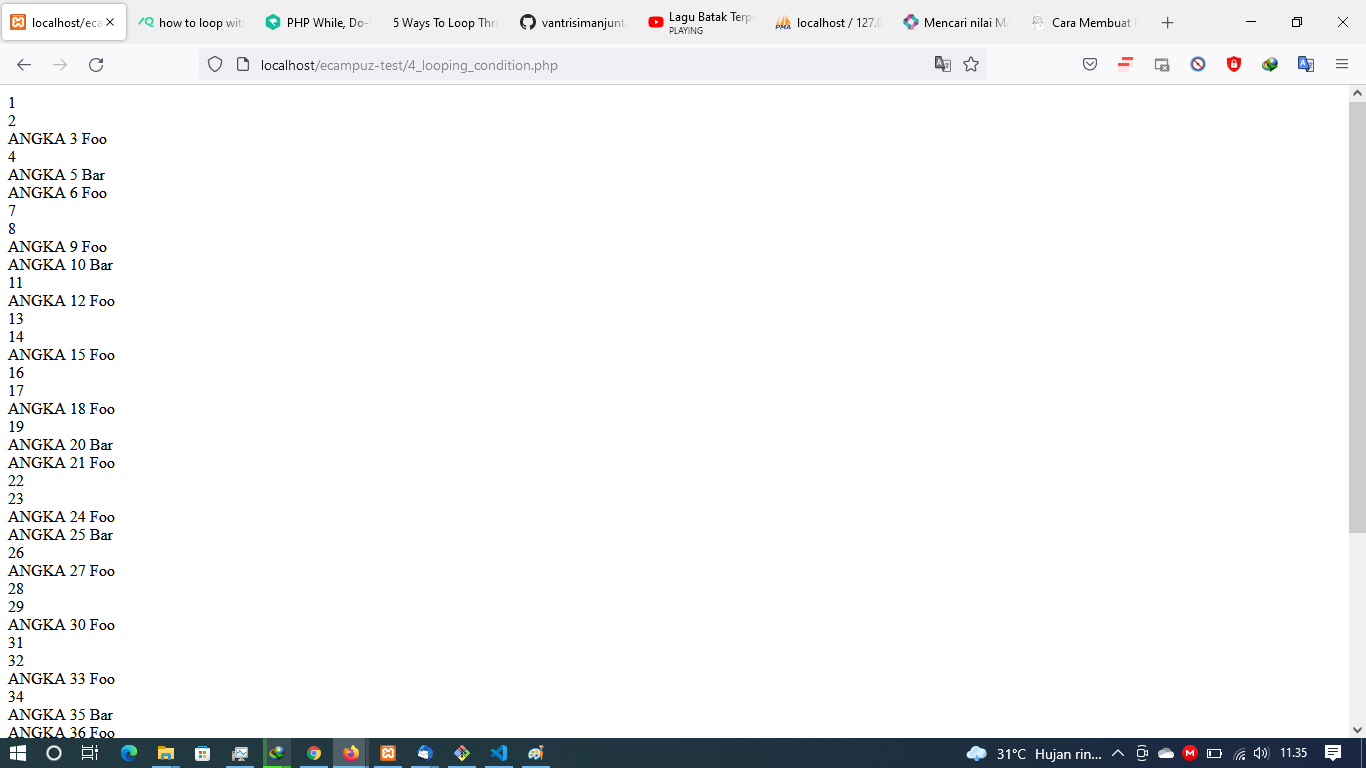 localhost/eca
how to loop wit
PHP While, Do-
5 Ways To Loop Thr
vantrisimanjunt
Lagu Batak Terp
PLAYING
localhost / 127.0
Mencari nilai MA
Cara Membuat
localhost/ecampuz-test/4_looping_condition.php
1
2
ANGKA 3 Foo
4
ANGKA 5 Bar
ANGKA 6 Foo
7
8
ANGKA 9 Foo
ANGKA 10 Bar
11
ANGKA 12 Foo
13
14
ANGKA 15 Foo
16
17
ANGKA 18 Foo
19
ANGKA 20 Bar
ANGKA 21 Foo
22
23
ANGKA 24 Foo
ANGKA 25 Bar
26
ANGKA 27 Foo
28
29
ANGKA 30 Foo
31
32
ANGKA 33 Foo
34
ANGKA 35 Bar
ANGKA 36 Foo
31°C Hujan rin... 11.35